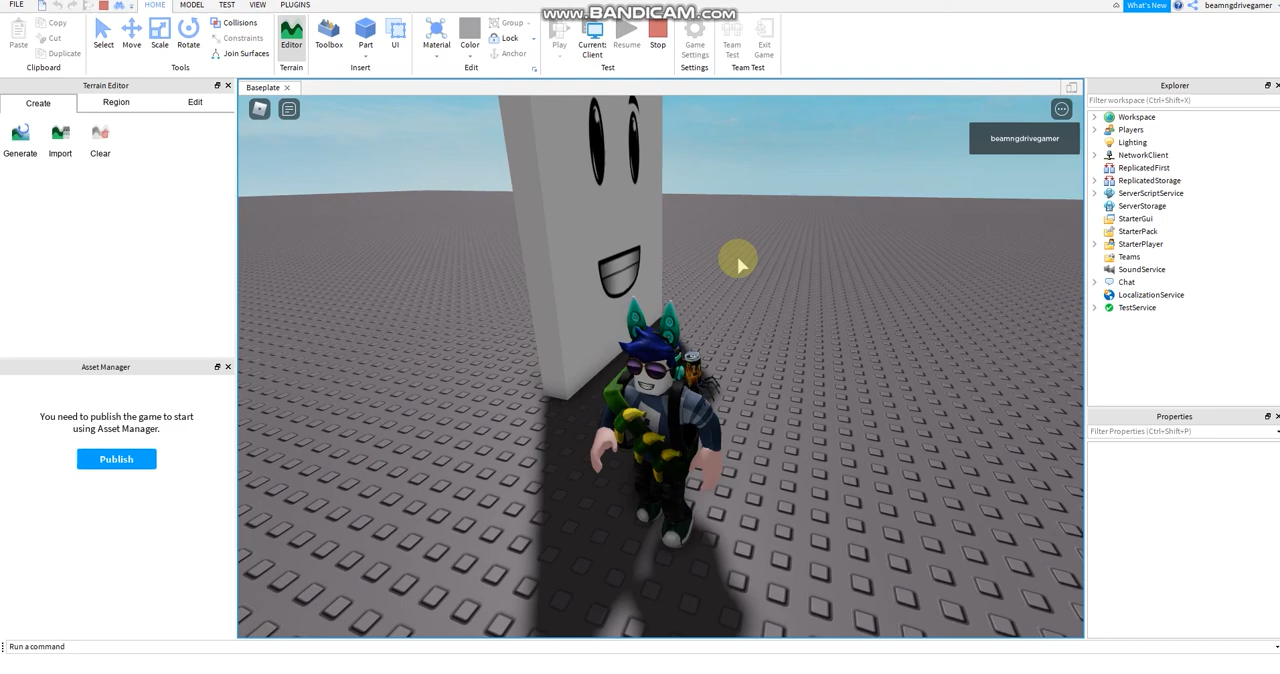 www.BANDICAM.com
FILE HOME MODEL TEST VIEW PLUGINS
What's New beamngdrivegamer
Paste Copy Cut Duplicate
Clipboard
Select Move Scale Rotate
Collisions
Constraints
Join Surfaces
Tools
Editor
Terrain
Toolbox Part UI
Insert
Material Color
Group
Lock
Anchor
Edit
Play Current: Client Resume Stop
Test
Game Settings
Settings
Team Test Exit Game
Team Test
Terrain Editor
Create Region Edit
Generate Import Clear
Asset Manager
You need to publish the game to start
using Asset Manager.
Publish
Baseplate
beamngdrivegamer
Explorer
Filter workspace (Ctrl+Shift+X)
Workspace
Players
Lighting
NetworkClient
ReplicatedFirst
ReplicatedStorage
ServerScriptService
ServerStorage
StarterGui
StarterPack
StarterPlayer
Teams
SoundService
Chat
LocalizationService
TestService
Properties
Filter Properties (Ctrl+Shift+P)
Run a command